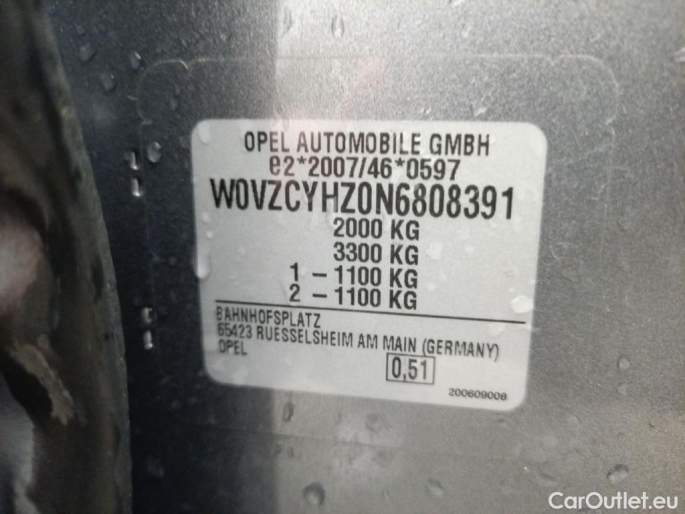 OPEL AUTOMOBILE GMBH
e2*2007/46*0597
W0VZCYHZ0N6808391
2000 KG
3300 KG
1 - 1100 KG
2 - 1100 KG
BAHNHOFSPLATZ
65423 RUESSELSHEIM AM MAIN (GERMANY)
OPEL
0,51
200609008
CarOutlet.eu